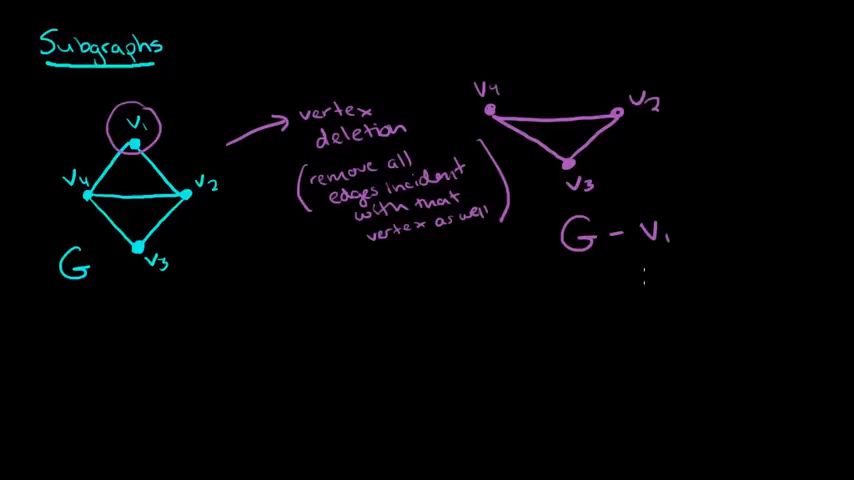 Subgraphs
v₁
v₄
v₂
v₃
G
vertex
deletion
(remove all
edges incident
with that
vertex as well)
v₄
v₂
v₃
G - v₁